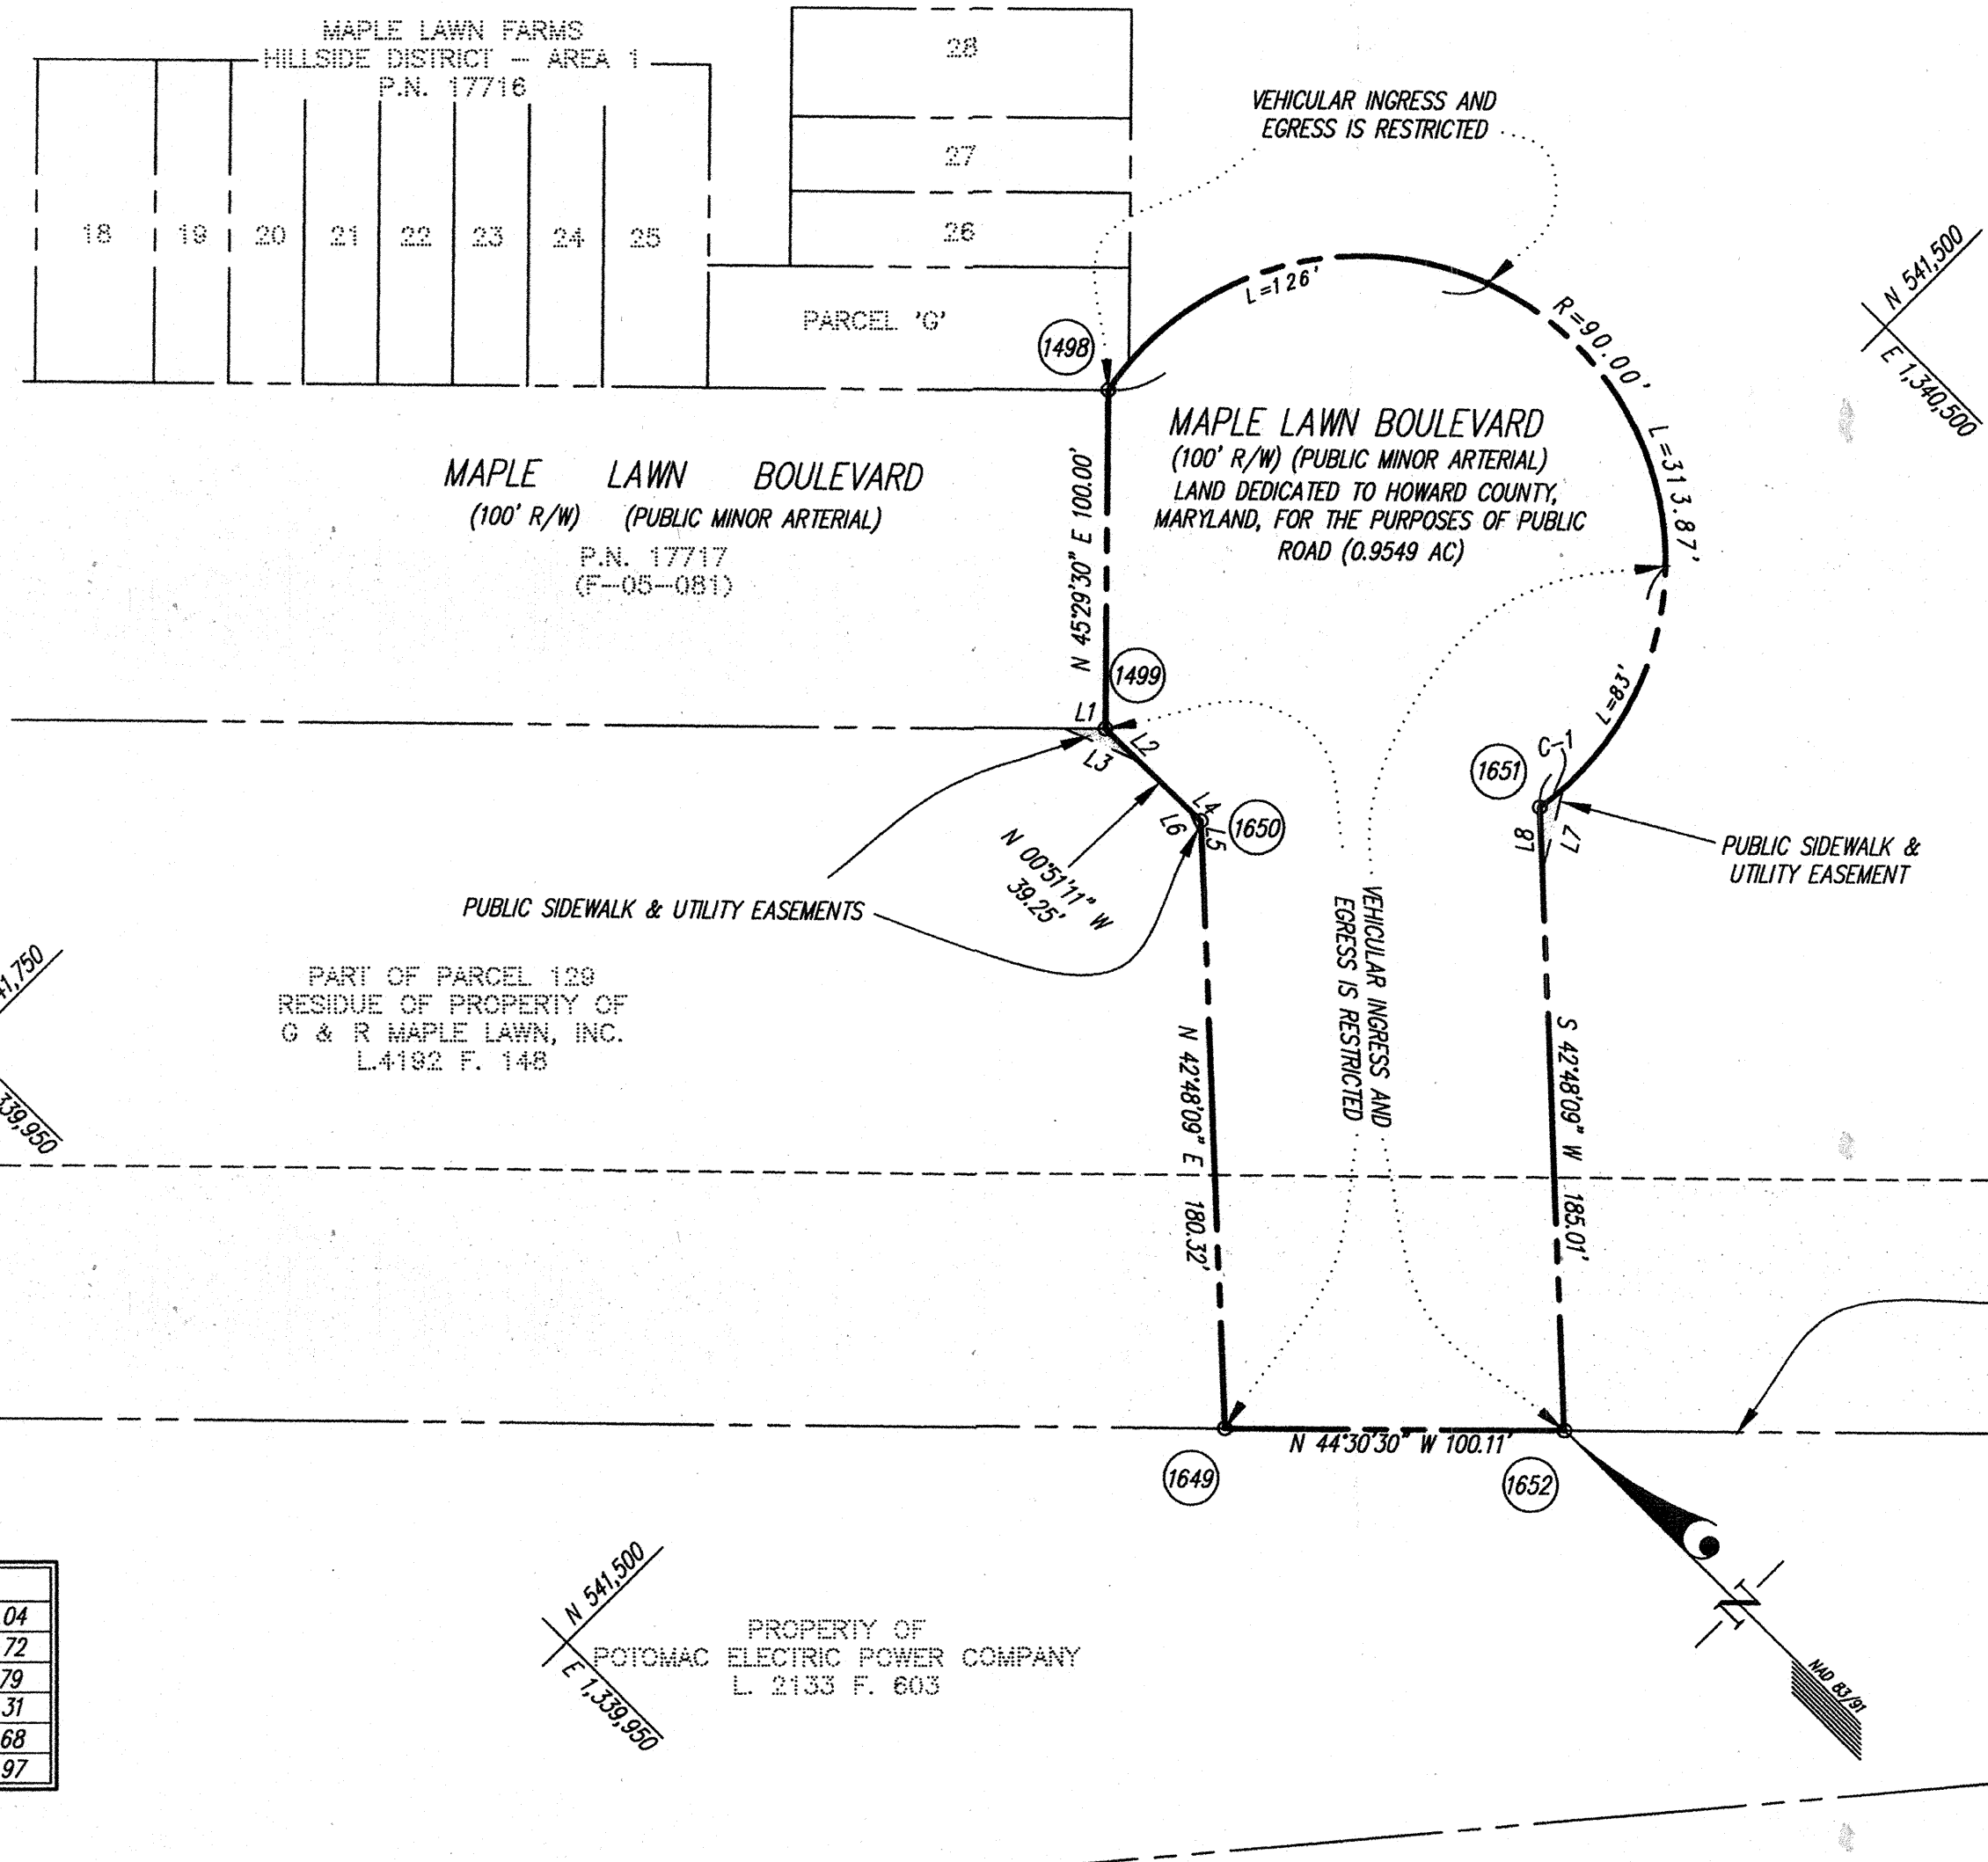 MAPLE LAWN FARMS
HILLSIDE DISTRICT - AREA 1
P.N. 17716
18
19
20
21
22
23
24
25
28
27
26
PARCEL 'G'
VEHICULAR INGRESS AND
EGRESS IS RESTRICTED
L=126'
R=90.00'
L=313.87'
L=83'
N 541,500
E 1,340,500
1498
MAPLE LAWN BOULEVARD
(100' R/W) (PUBLIC MINOR ARTERIAL)
P.N. 17717
(F-05-081)
N 45°29'30" E 100.00'
MAPLE LAWN BOULEVARD
(100' R/W) (PUBLIC MINOR ARTERIAL)
LAND DEDICATED TO HOWARD COUNTY,
MARYLAND, FOR THE PURPOSES OF PUBLIC
ROAD (0.9549 AC)
1499
L1
L2
L3
L4
L5
L6
1650
N 00°51'11" W
39.25'
C-1
1651
L8
L7
PUBLIC SIDEWALK &
UTILITY EASEMENT
PUBLIC SIDEWALK & UTILITY EASEMENTS
VEHICULAR INGRESS AND
EGRESS IS RESTRICTED
41,750
339,950
PART OF PARCEL 129
RESIDUE OF PROPERTY OF
G & R MAPLE LAWN, INC.
L.4192 F. 148
N 42°48'09" E 180.32'
S 42°48'09" W 185.01'
N 44°30'30" W 100.11'
1649
1652
N 541,500
E 1,339,950
PROPERTY OF
POTOMAC ELECTRIC POWER COMPANY
L. 2133 F. 603
N
NAD 83/91
04
72
79
31
68
97